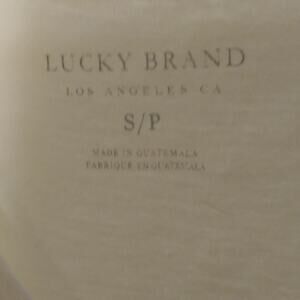 LUCKY BRAND
LOS ANGELES CA
S/P
MADE IN GUATEMALA
FABRIQUE EN GUATEMALA